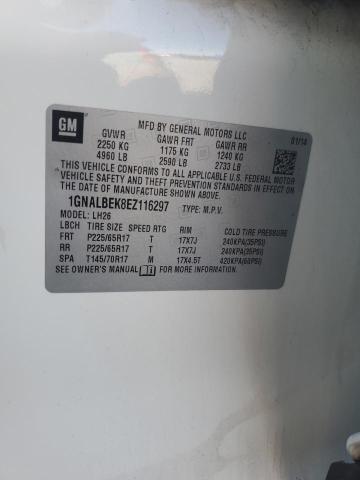 GM
MFD BY GENERAL MOTORS LLC
01/14
GVWR GAWR FRT GAWR RR
2250 KG 1175 KG 1240 KG
4960 LB 2590 LB 2733 LB
THIS VEHICLE CONFORMS TO ALL APPLICABLE U.S. FEDERAL MOTOR
VEHICLE SAFETY AND THEFT PREVENTION STANDARDS IN EFFECT ON
THE DATE OF MANUFACTURE SHOWN ABOVE.
1GNALBEK8EZ116297 TYPE: M.P.V.
MODEL: LH26
LBCH TIRE SIZE SPEED RTG RIM COLD TIRE PRESSURE
FRT P225/65R17 T 17X7J 240KPA(35PSI)
RR P225/65R17 T 17X7J 240KPA(35PSI)
SPA T145/70R17 M 17X4.5T 420KPA(60PSI)
SEE OWNER'S MANUAL FOR MORE INFORMATION.